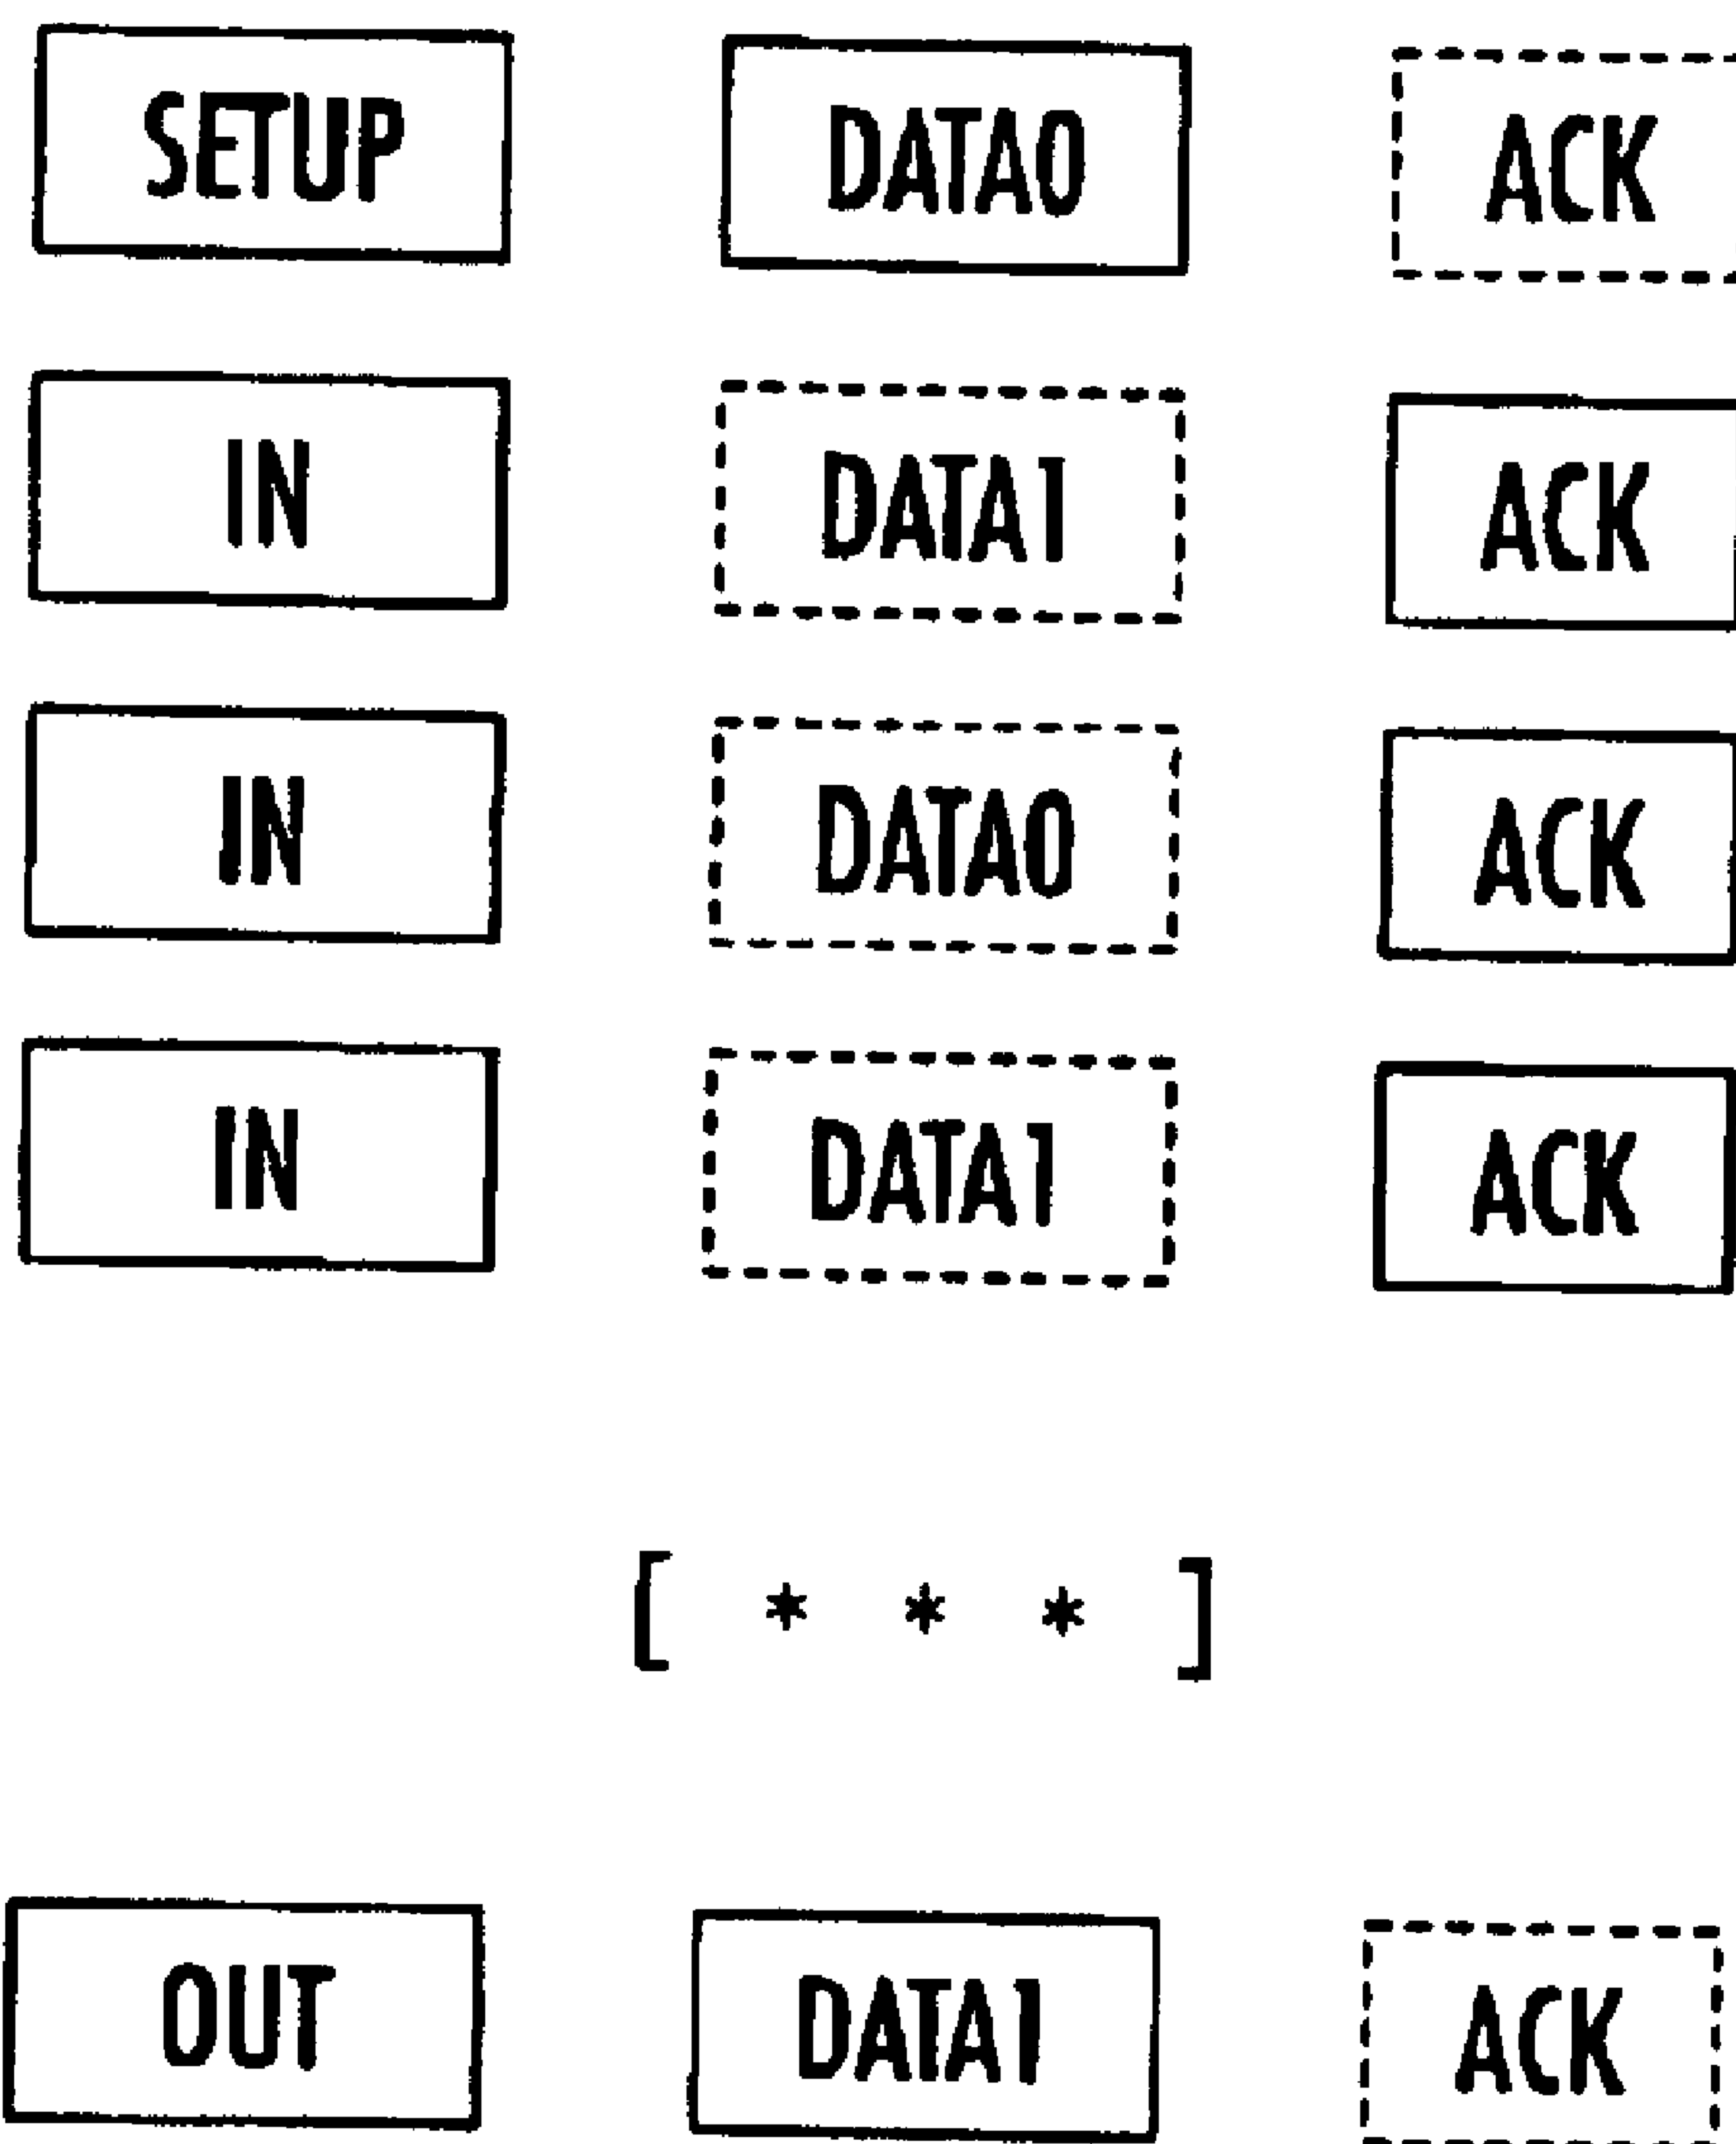 SETUP DATA0 ACK
IN DATA1 ACK
IN DATA0 ACK
IN DATA1 ACK
[ * * * ]
OUT DATA1 ACK